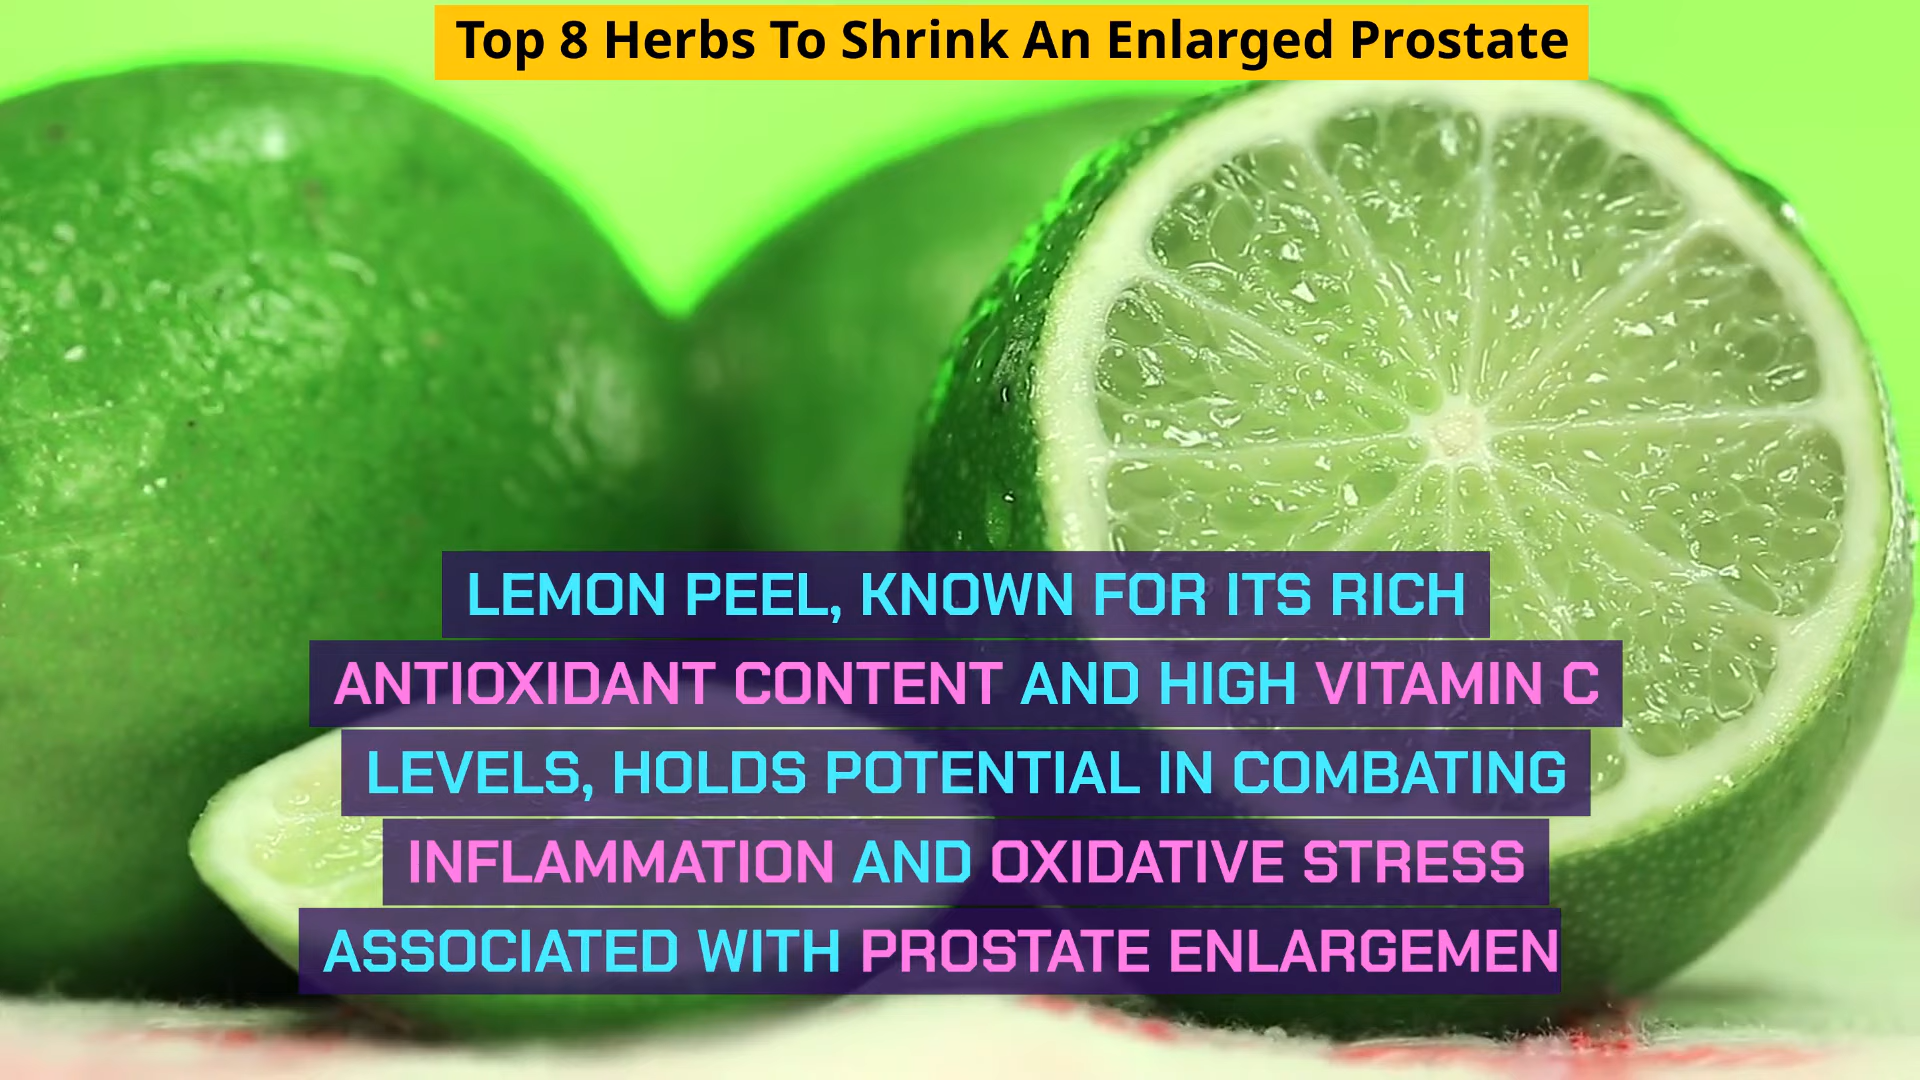 Top 8 Herbs To Shrink An Enlarged Prostate
LEMON PEEL, KNOWN FOR ITS RICH
ANTIOXIDANT CONTENT AND HIGH VITAMIN C
LEVELS, HOLDS POTENTIAL IN COMBATING
INFLAMMATION AND OXIDATIVE STRESS
ASSOCIATED WITH PROSTATE ENLARGEMEN